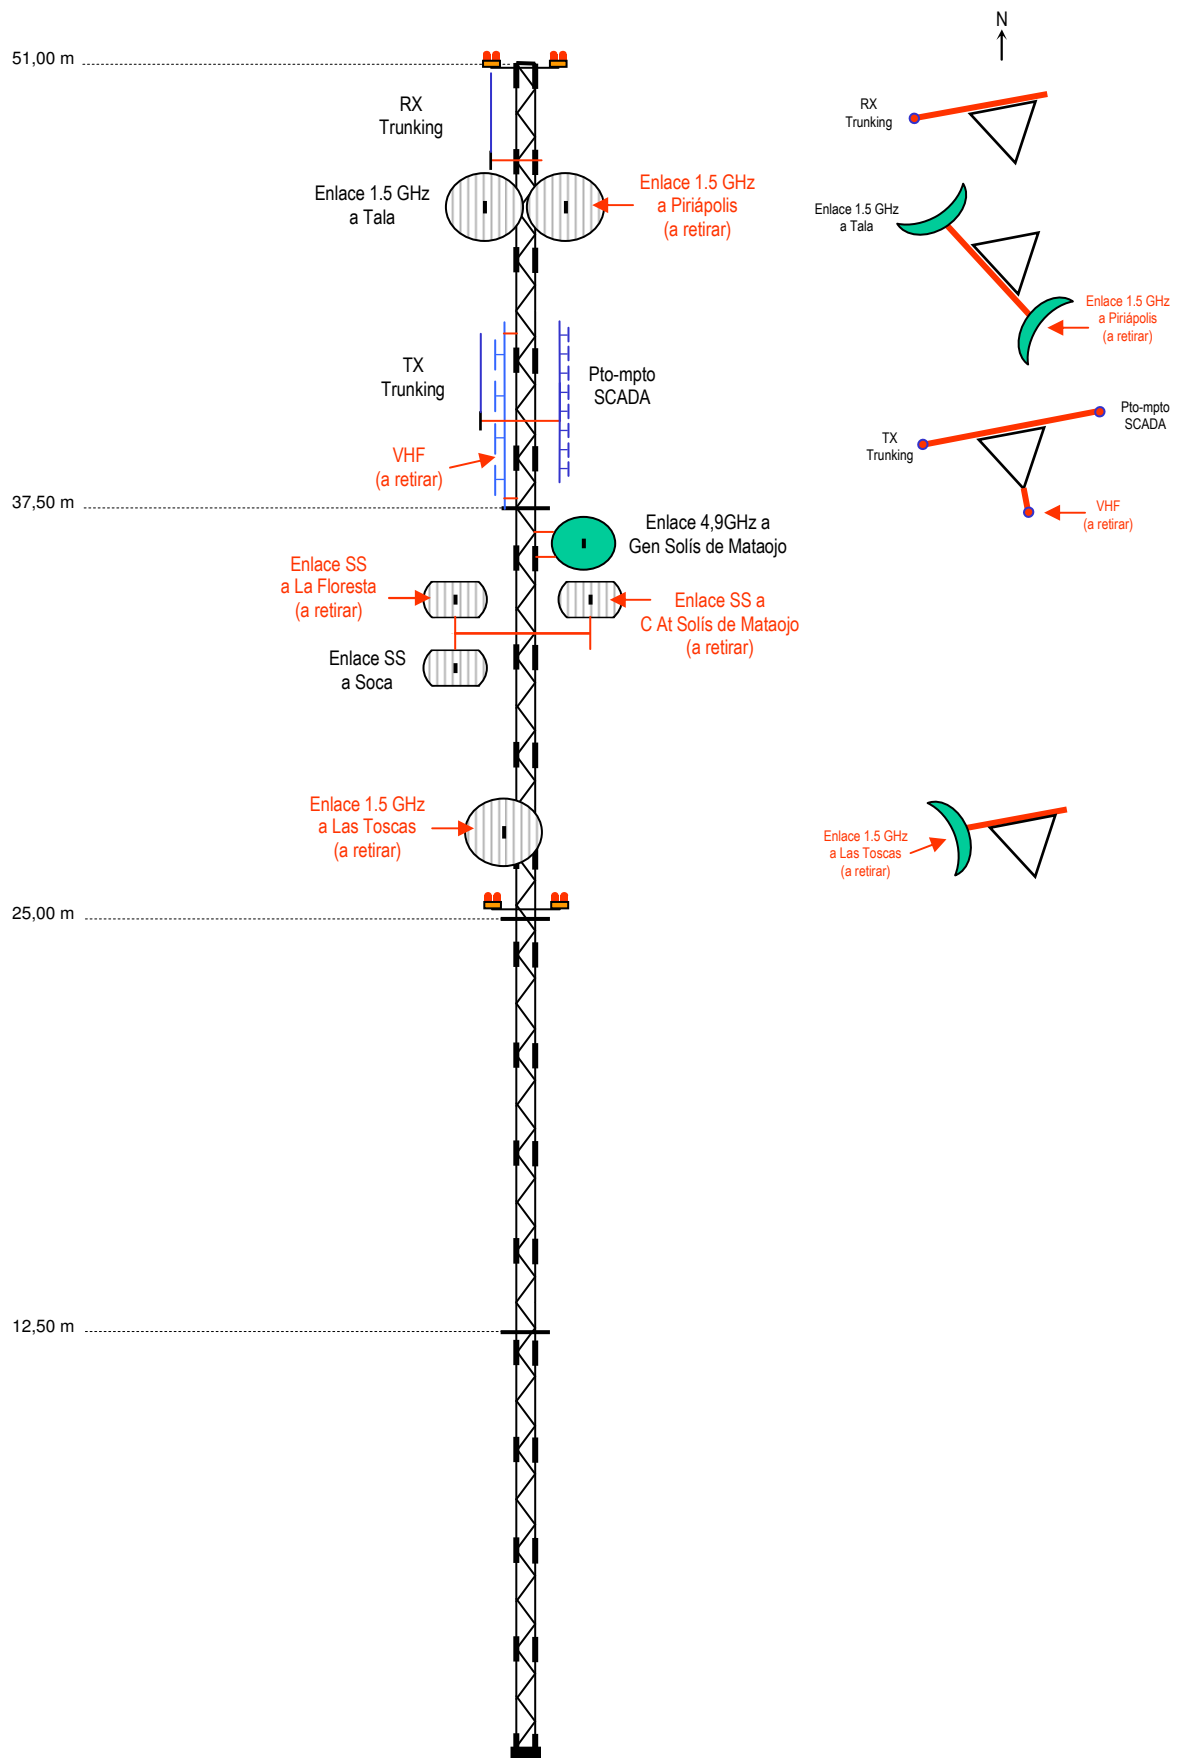 N
51,00 m
RX
Trunking
Enlace 1.5 GHz
a Tala
Enlace 1.5 GHz
a Piriápolis
(a retirar)
TX
Trunking
Pto-mpto
SCADA
VHF
(a retirar)
37,50 m
Enlace 4,9GHz a
Gen Solís de Mataojo
Enlace SS
a La Floresta
(a retirar)
Enlace SS a
C At Solís de Mataojo
(a retirar)
Enlace SS
a Soca
Enlace 1.5 GHz
a Las Toscas
(a retirar)
25,00 m
12,50 m
RX
Trunking
Enlace 1.5 GHz
a Tala
Enlace 1.5 GHz
a Piriápolis
(a retirar)
Pto-mpto
SCADA
TX
Trunking
VHF
(a retirar)
Enlace 1.5 GHz
a Las Toscas
(a retirar)